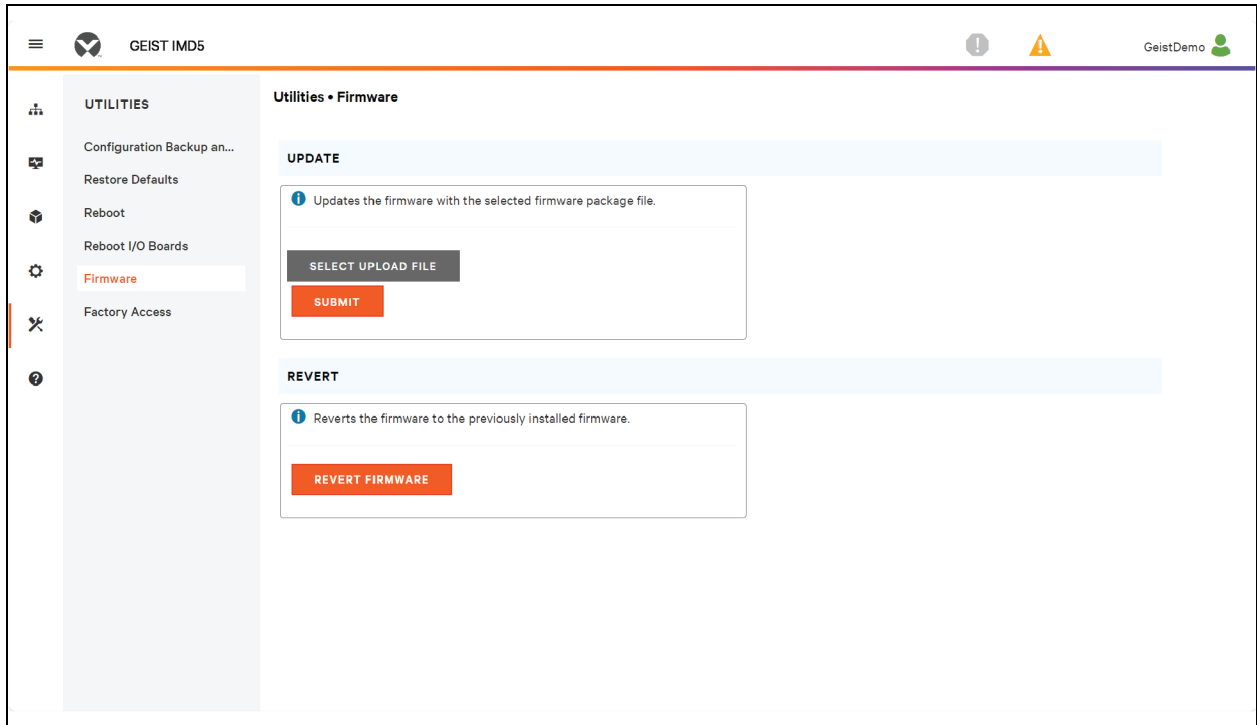 GEIST IMD5
GeistDemo
UTILITIES
Configuration Backup an...
Restore Defaults
Reboot
Reboot I/O Boards
Firmware
Factory Access
Utilities • Firmware
UPDATE
Updates the firmware with the selected firmware package file.
SELECT UPLOAD FILE
SUBMIT
REVERT
Reverts the firmware to the previously installed firmware.
REVERT FIRMWARE